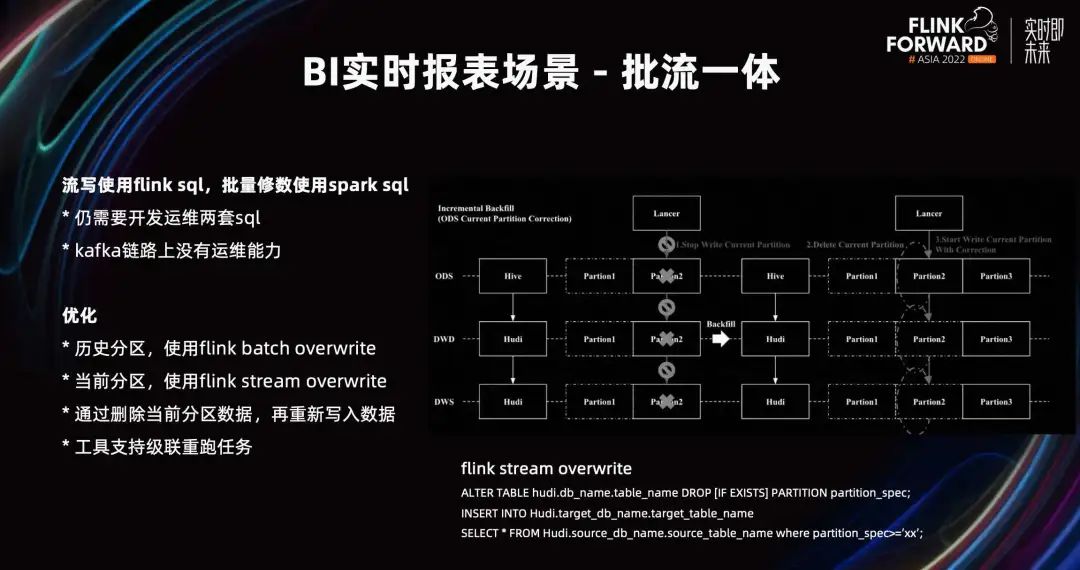 FLINK
FORWARD
# ASIA 2022 ONLINE
实时即
未来
BI实时报表场景 – 批流一体
流写使用flink sql，批量修数使用spark sql
* 仍需要开发运维两套sql
* kafka链路上没有运维能力
优化
* 历史分区，使用flink batch overwrite
* 当前分区，使用flink stream overwrite
* 通过删除当前分区数据，再重新写入数据
* 工具支持级联重跑任务
Incremental Backfill
(ODS Current Partition Correction)
Lancer
Lancer
1.Stop Write Current Partition
2.Delete Current Partition
3.Start Write Current Partition
With Correction
ODS
Hive
Partion1
Partion2
Hive
Partion1
Partion2
Partion3
Backfill
DWD
Hudi
Partion1
Partion2
Hudi
Partion1
Partion2
Partion3
DWS
Hudi
Partion1
Partion2
Hudi
Partion1
Partion2
Partion3
flink stream overwrite
ALTER TABLE hudi.db_name.table_name DROP [IF EXISTS] PARTITION partition_spec;
INSERT INTO Hudi.target_db_name.target_table_name
SELECT * FROM Hudi.source_db_name.source_table_name where partition_spec>='xx';